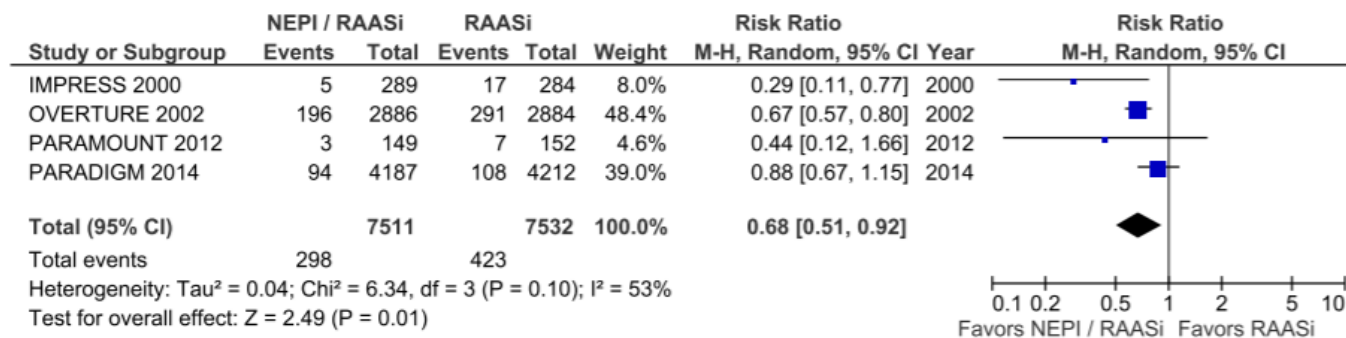 NEPI / RAASi RAASi Risk Ratio Risk Ratio
Study or Subgroup Events Total Events Total Weight M-H, Random, 95% CI Year M-H, Random, 95% CI
IMPRESS 2000 5 289 17 284 8.0% 0.29 [0.11, 0.77] 2000
OVERTURE 2002 196 2886 291 2884 48.4% 0.67 [0.57, 0.80] 2002
PARAMOUNT 2012 3 149 7 152 4.6% 0.44 [0.12, 1.66] 2012
PARADIGM 2014 94 4187 108 4212 39.0% 0.88 [0.67, 1.15] 2014
Total (95% CI) 7511 7532 100.0% 0.68 [0.51, 0.92]
Total events 298 423
Heterogeneity: Tau² = 0.04; Chi² = 6.34, df = 3 (P = 0.10); I² = 53%
Test for overall effect: Z = 2.49 (P = 0.01)
0.1 0.2 0.5 1 2 5 10
Favors NEPI / RAASi Favors RAASi